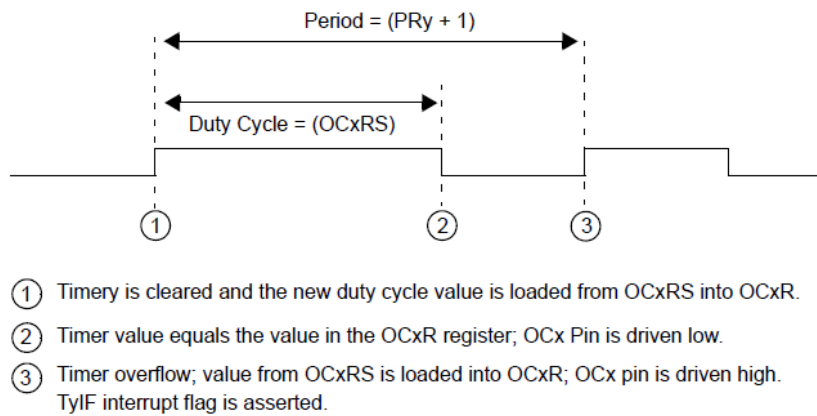 Period = (PRy + 1)
Duty Cycle = (OCxRS)
1 2 3
1 Timery is cleared and the new duty cycle value is loaded from OCxRS into OCxR.
2 Timer value equals the value in the OCxR register; OCx Pin is driven low.
3 Timer overflow; value from OCxRS is loaded into OCxR; OCx pin is driven high.
TyIF interrupt flag is asserted.